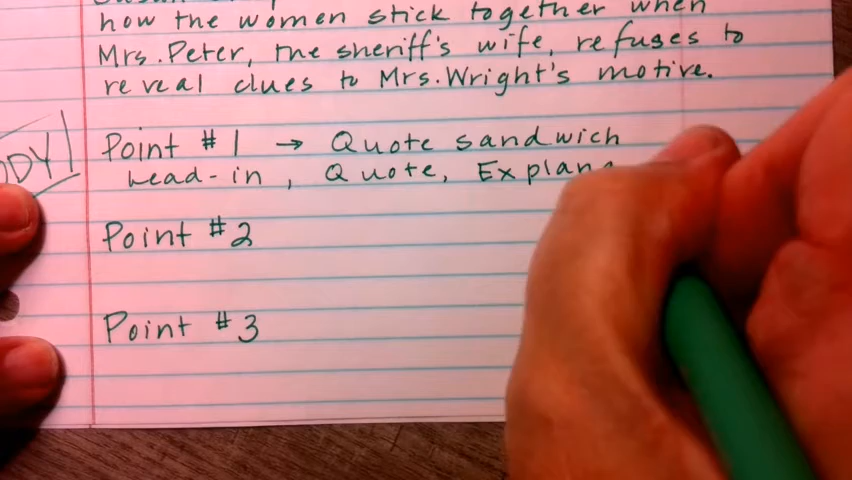 how the women stick together when
Mrs. Peter, the sheriff's wife, refuses to
reveal clues to Mrs. Wright's motive.
Point #1 → Quote sandwich
Lead-in, Quote,
Point #2
Point #3